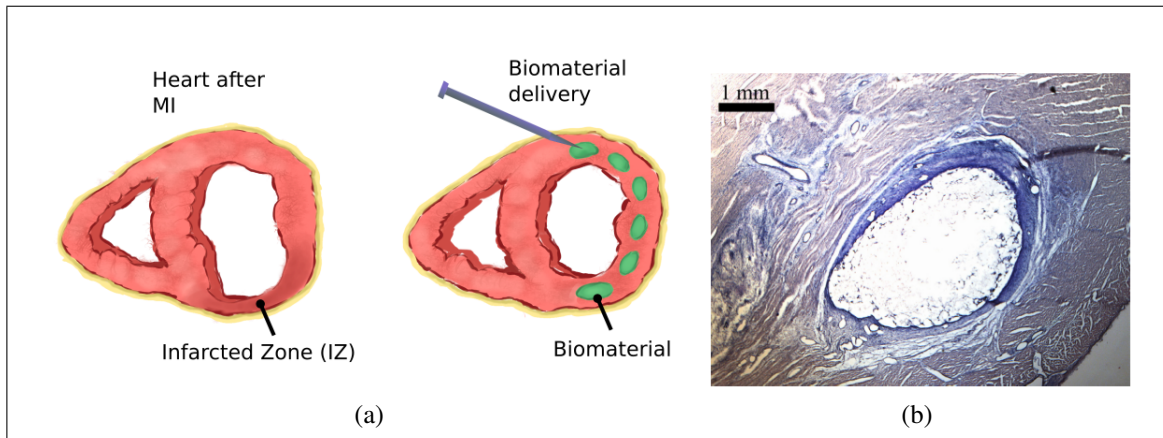 Heart after
MI
Biomaterial
delivery
1 mm
Infarcted Zone (IZ)
Biomaterial
(a)
(b)